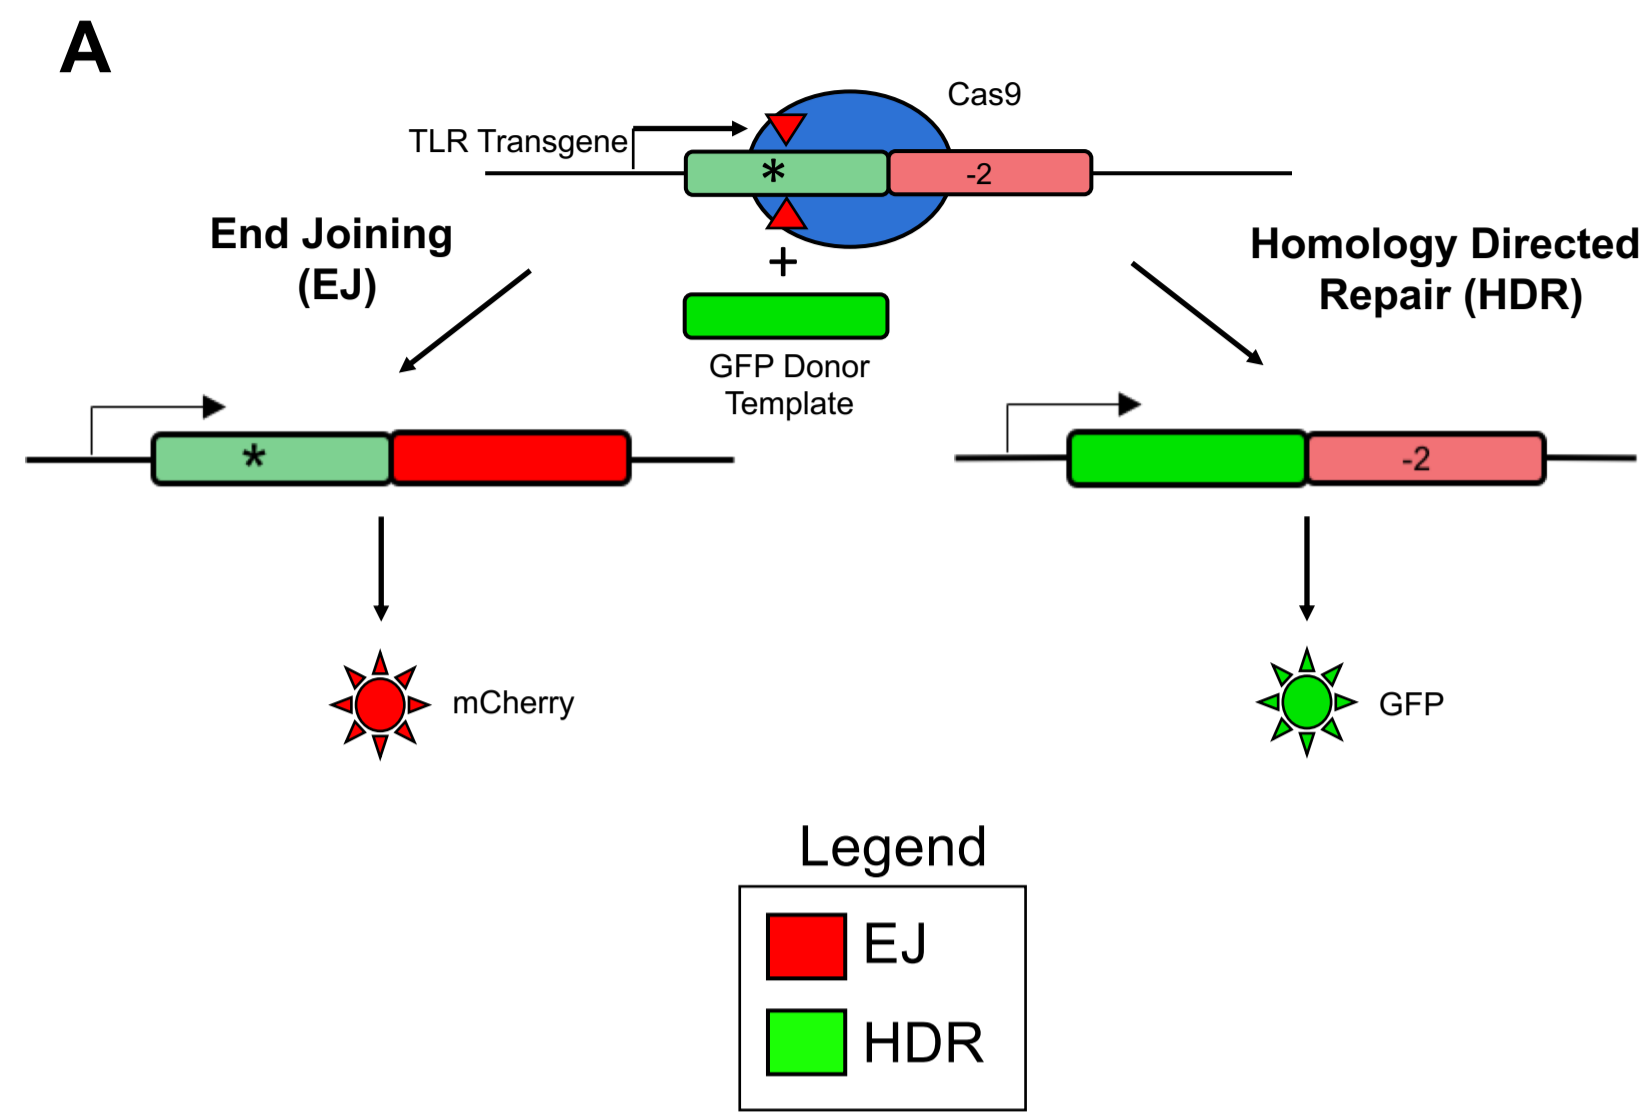 A
Cas9
TLR Transgene
*
-2
End Joining
(EJ)
Homology Directed
Repair (HDR)
+
GFP Donor
Template
*
-2
mCherry
GFP
Legend
EJ
HDR